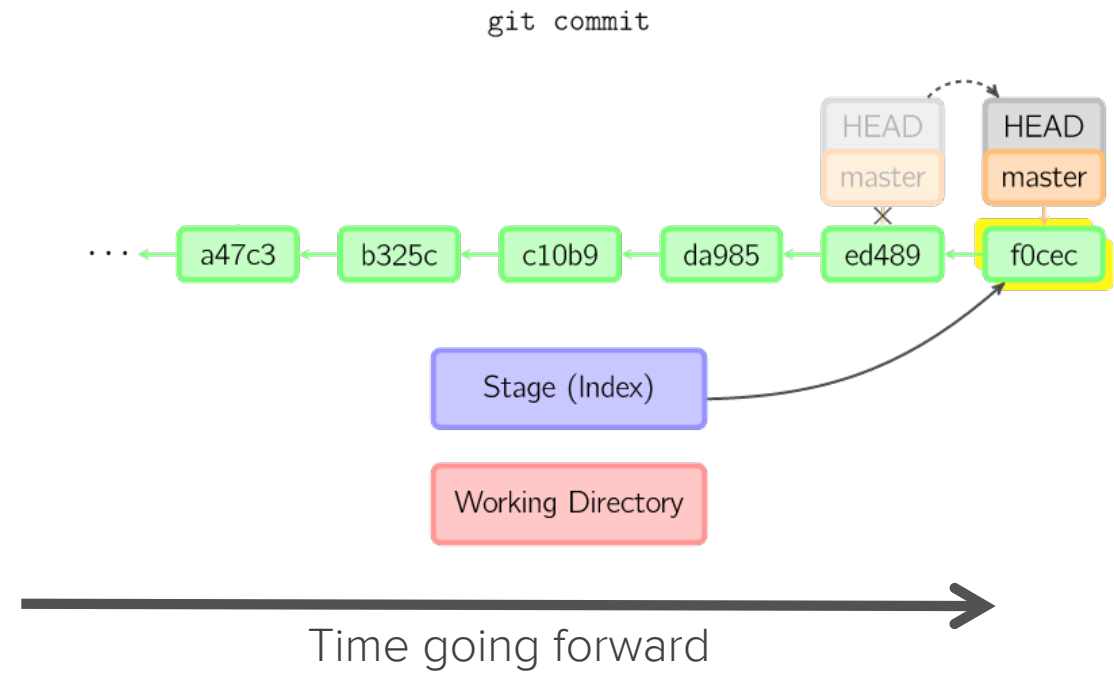 git commit
HEAD HEAD
master master
... a47c3 b325c c10b9 da985 ed489 f0cec
Stage (Index)
Working Directory
Time going forward